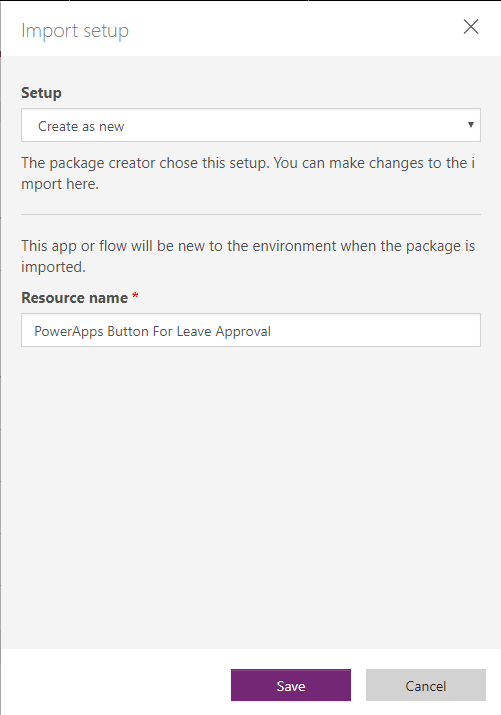 Import setup
Setup
Create as new
The package creator chose this setup. You can make changes to the i
mport here.
This app or flow will be new to the environment when the package is
imported.
Resource name *
PowerApps Button For Leave Approval
Save
Cancel